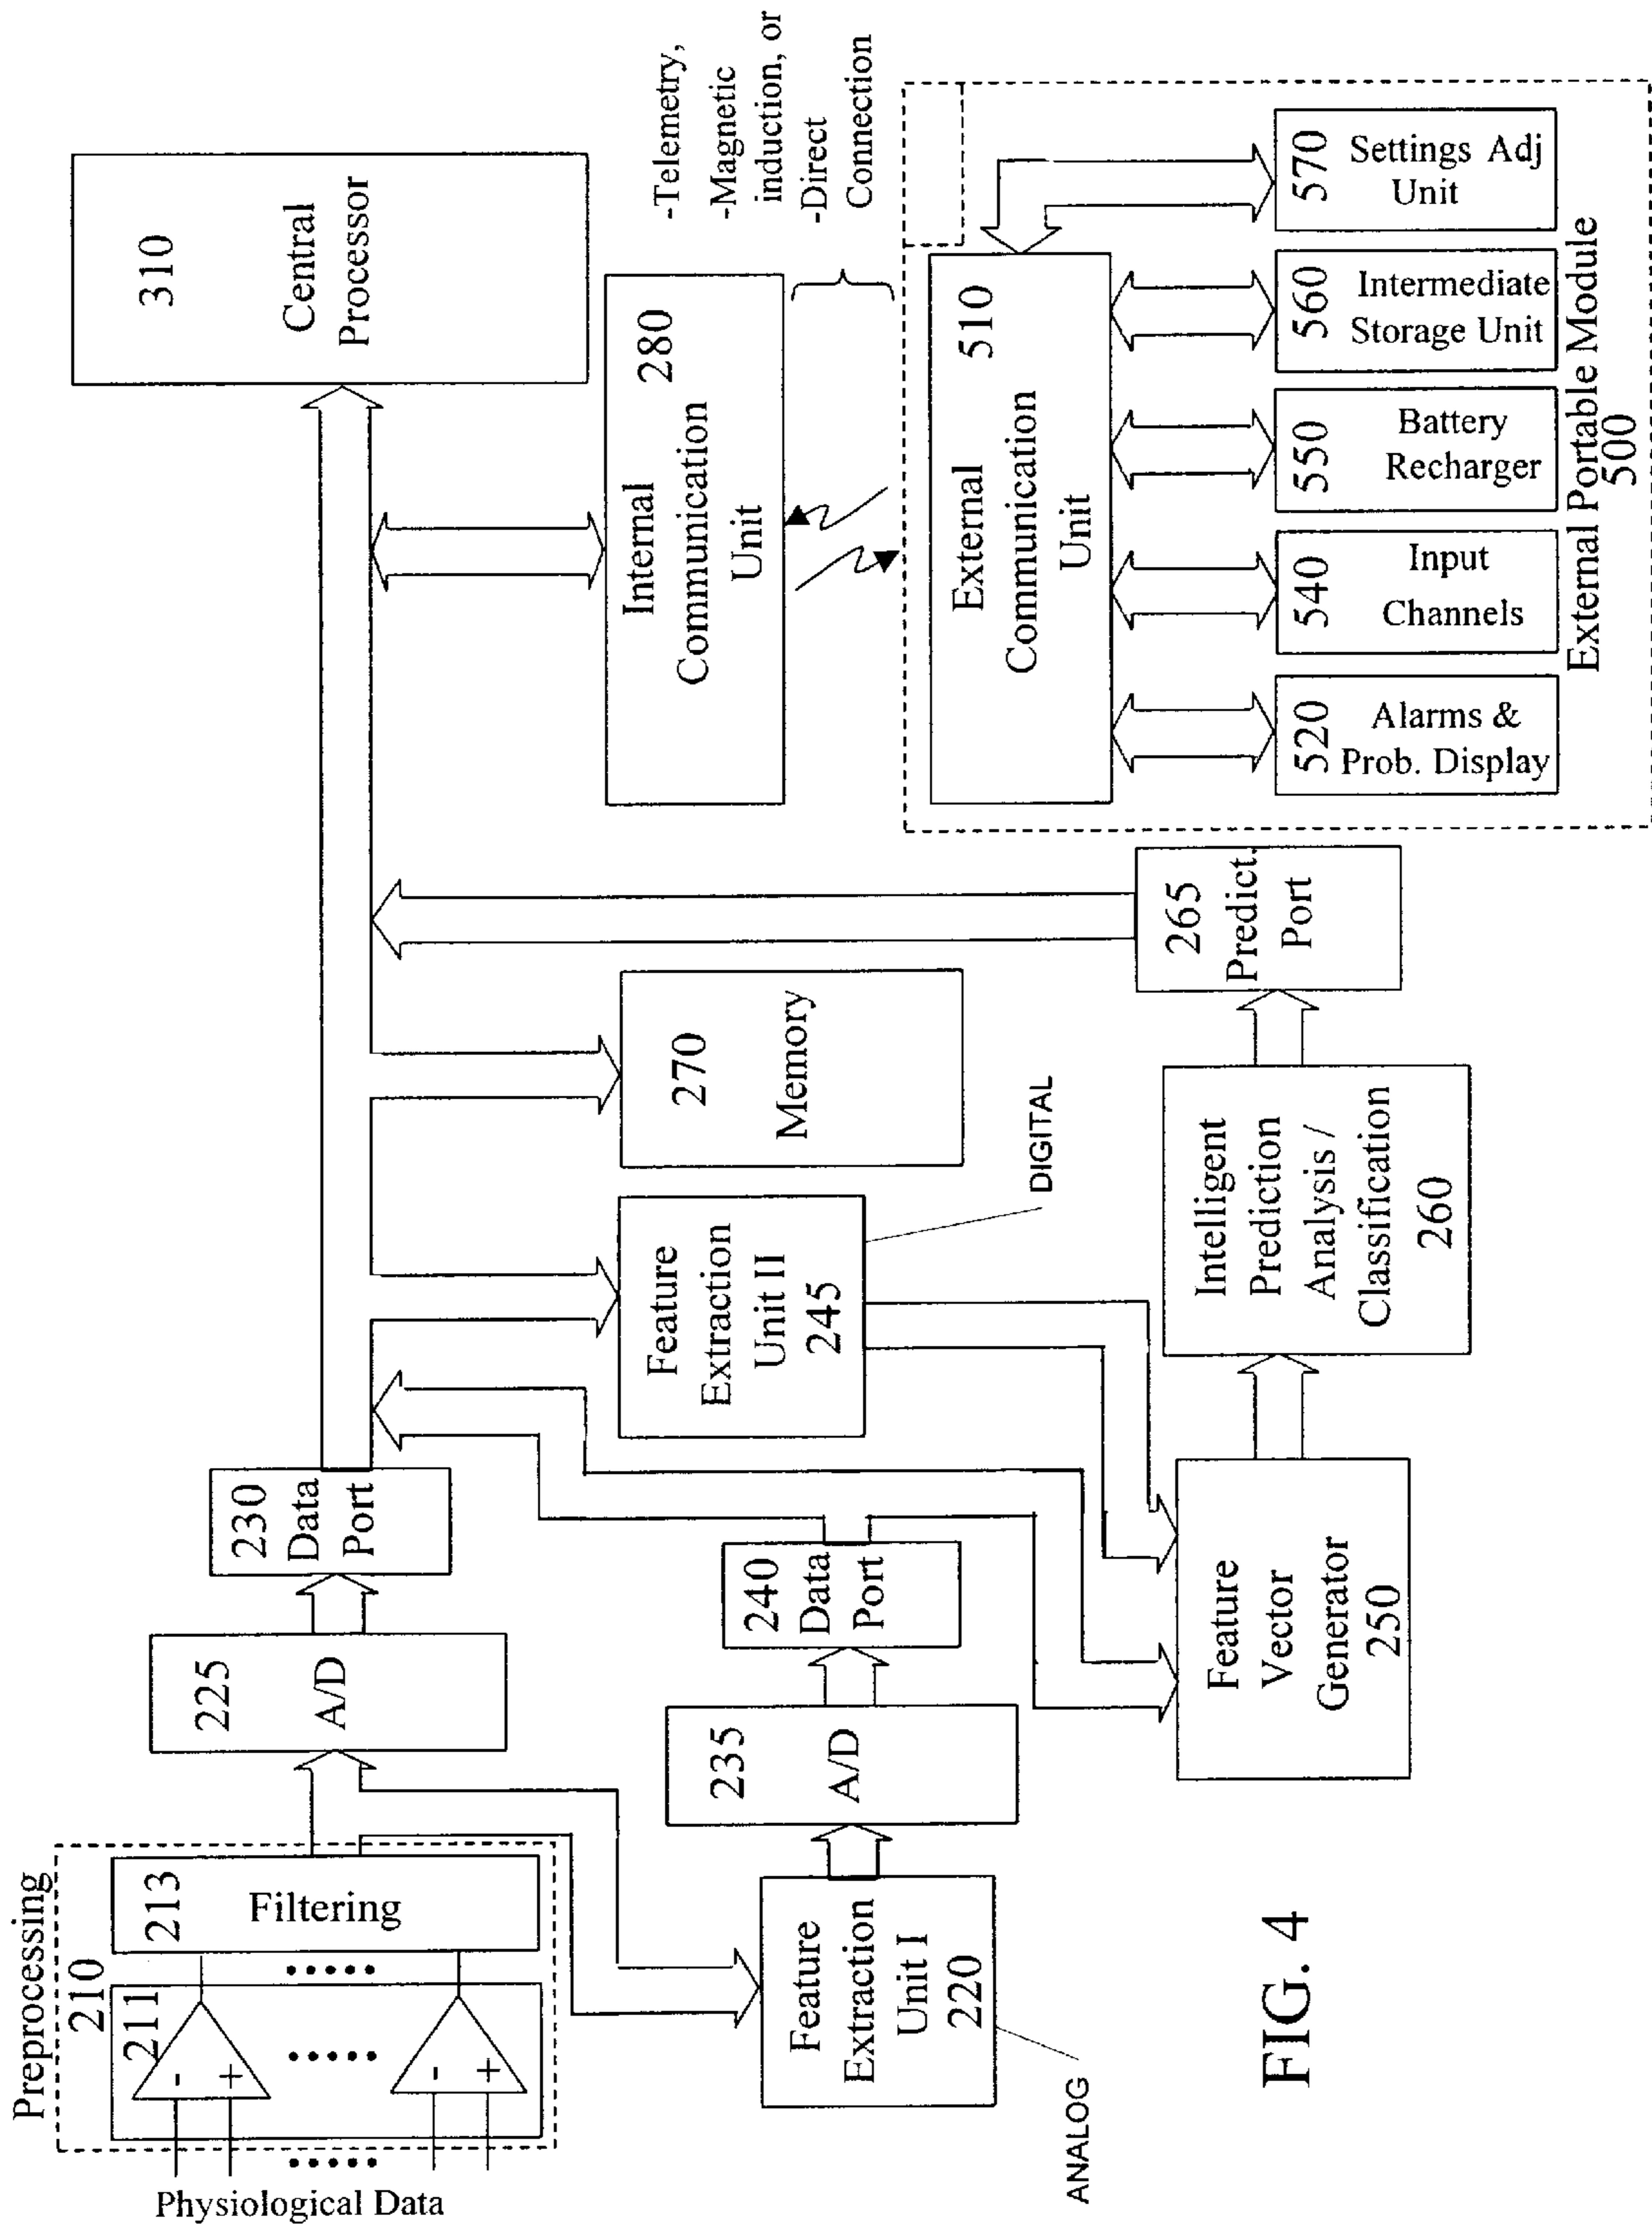 Preprocessing
210
211
-
+
-
+
213
Filtering
Physiological Data
225
A/D
230
Data
Port
310
Central
Processor
Feature
Extraction
Unit I
220
ANALOG
235
A/D
240
Data
Port
Feature
Extraction
Unit II
245
DIGITAL
270
Memory
Internal
Communication
Unit
280
-Telemetry,
-Magnetic
induction, or
-Direct
Connection
Feature
Vector
Generator
250
Intelligent
Prediction
Analysis /
Classification
260
265
Predict.
Port
External
Communication
Unit
510
520
Alarms &
Prob. Display
540
Input
Channels
550
Battery
Recharger
560
Intermediate
Storage Unit
570
Settings Adj
Unit
External Portable Module
500
FIG. 4